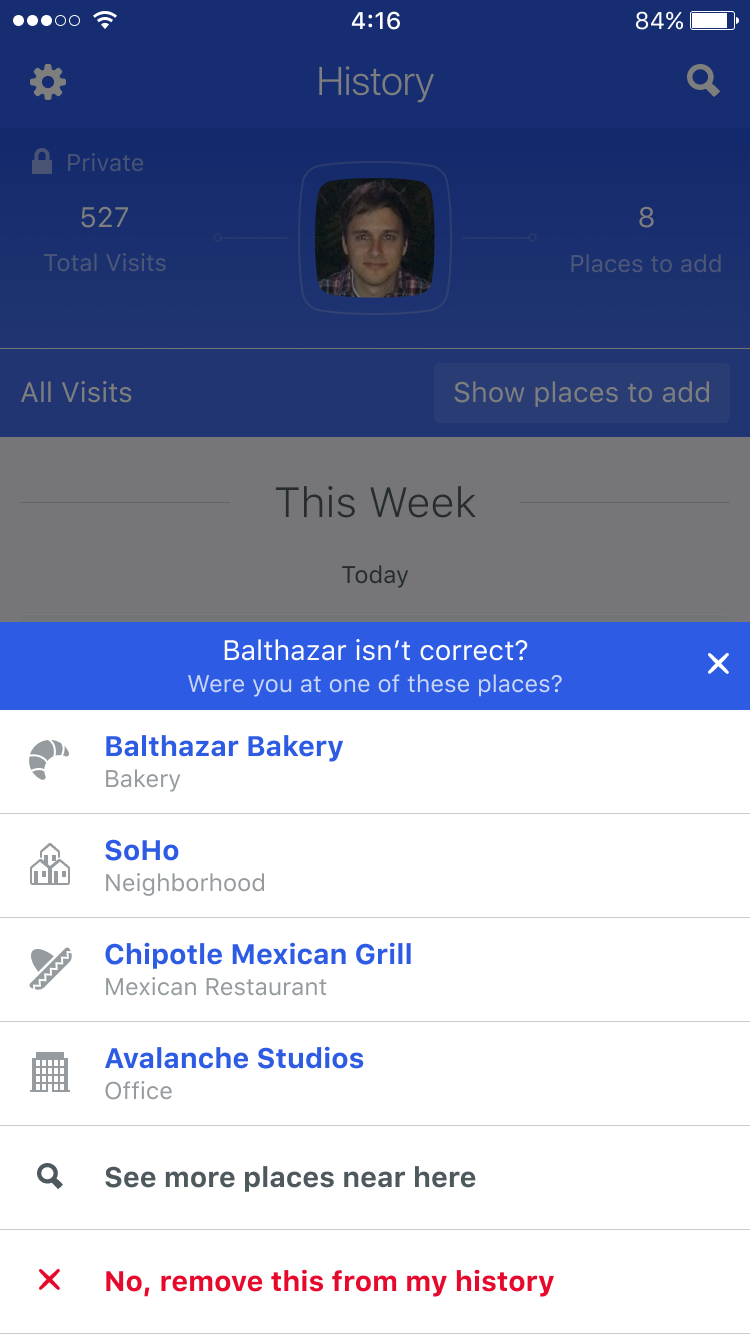 4:16
84%
History
Private
527
Total Visits
8
Places to add
All Visits
Show places to add
This Week
Today
Balthazar isn’t correct?
Were you at one of these places?
Balthazar Bakery
Bakery
SoHo
Neighborhood
Chipotle Mexican Grill
Mexican Restaurant
Avalanche Studios
Office
See more places near here
No, remove this from my history